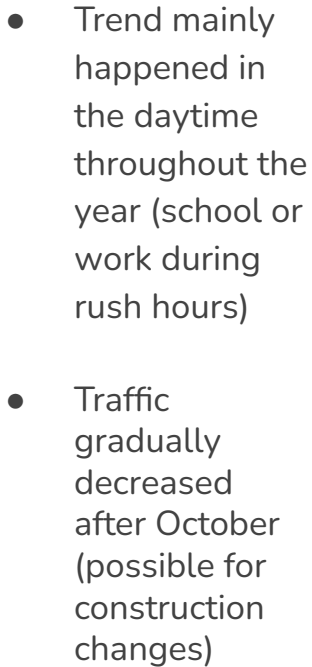 ● Trend mainly
happened in
the daytime
throughout the
year (school or
work during
rush hours)
● Traffic
gradually
decreased
after October
(possible for
construction
changes)